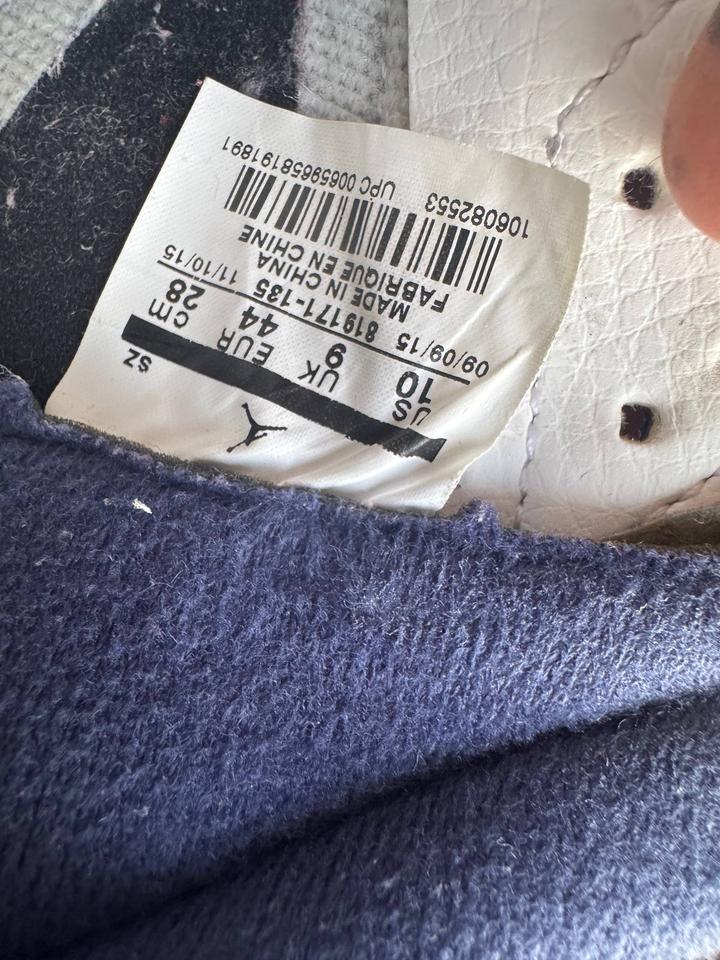 SZ
US UK EUR cm
10 9 44 28
09/09/15 819171-135 11/10/15
MADE IN CHINA
FABRIQUE EN CHINE
106082553 UPC 00659658191891